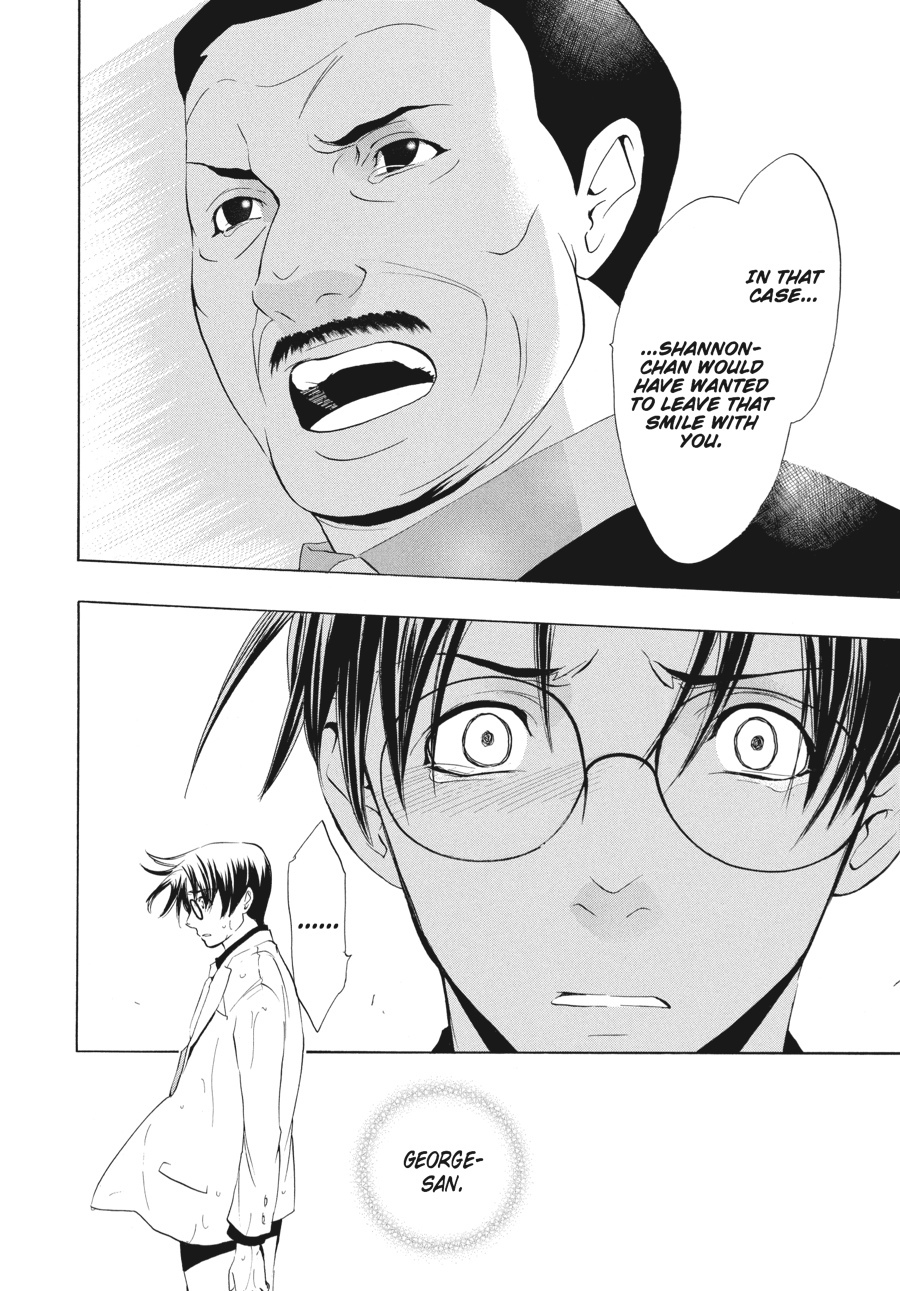 IN THAT
CASE...
...SHANNON-
CHAN WOULD
HAVE WANTED
TO LEAVE THAT
SMILE WITH
YOU.
......
GEORGE-
SAN.